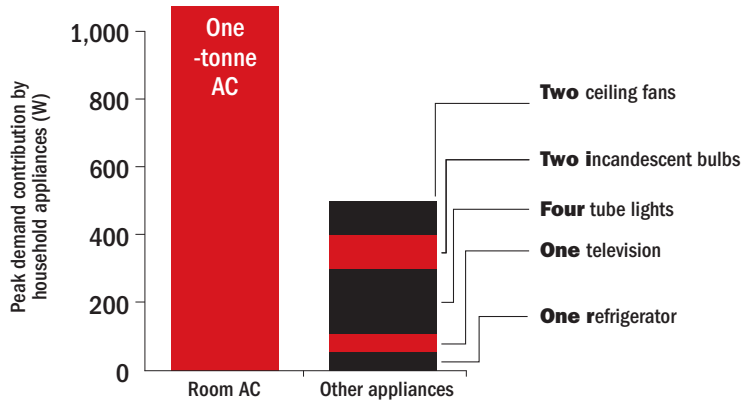 Peak demand contribution by
household appliances (W)
1,000
800
600
400
200
0
One
-tonne
AC
Two ceiling fans
Two incandescent bulbs
Four tube lights
One television
One refrigerator
Room AC
Other appliances